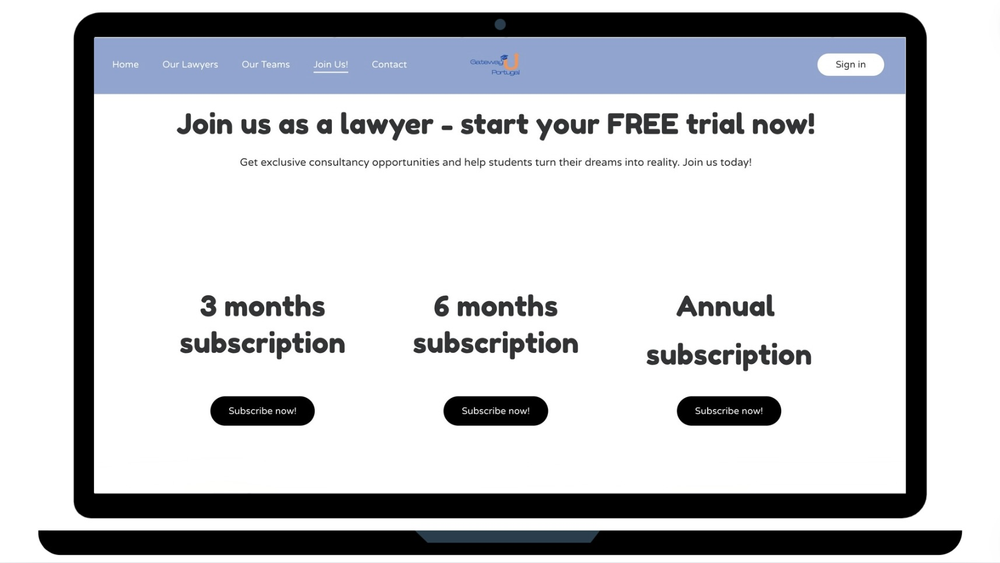 Home
Our Lawyers
Our Teams
Join Us!
Contact
Gateway U
Portugal
Sign in
Join us as a lawyer - start your FREE trial now!
Get exclusive consultancy opportunities and help students turn their dreams into reality. Join us today!
3 months
subscription
6 months
subscription
Annual
subscription
Subscribe now!
Subscribe now!
Subscribe now!